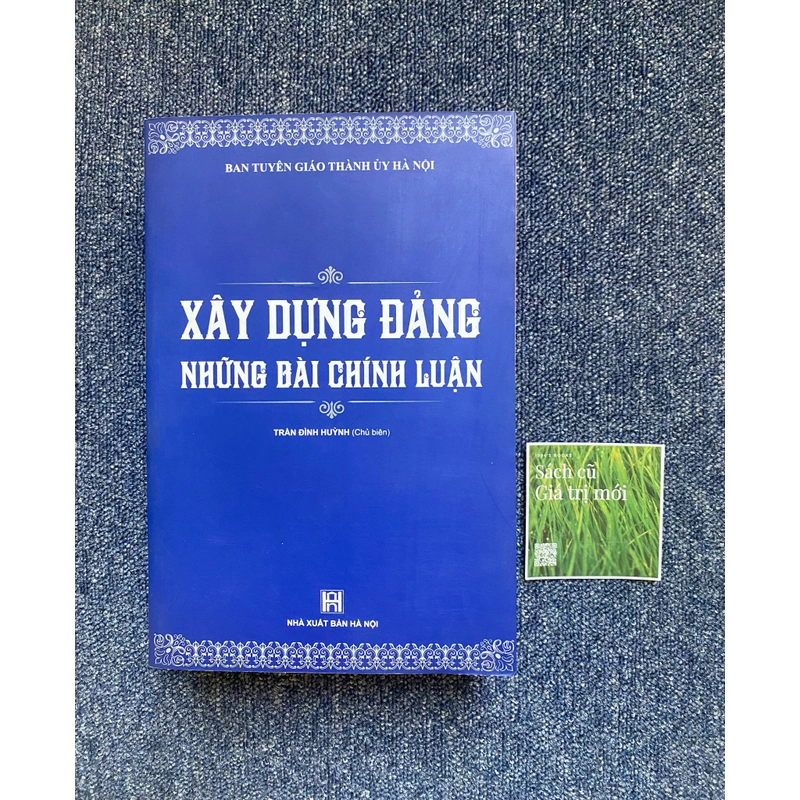 BAN TUYÊN GIÁO THÀNH ỦY HÀ NỘI
XÂY DỰNG ĐẢNG
NHỮNG BÀI CHÍNH LUẬN
TRẦN ĐÌNH HUỲNH (Chủ biên)
NHÀ XUẤT BẢN HÀ NỘI
Sách cũ
Giá trị mới